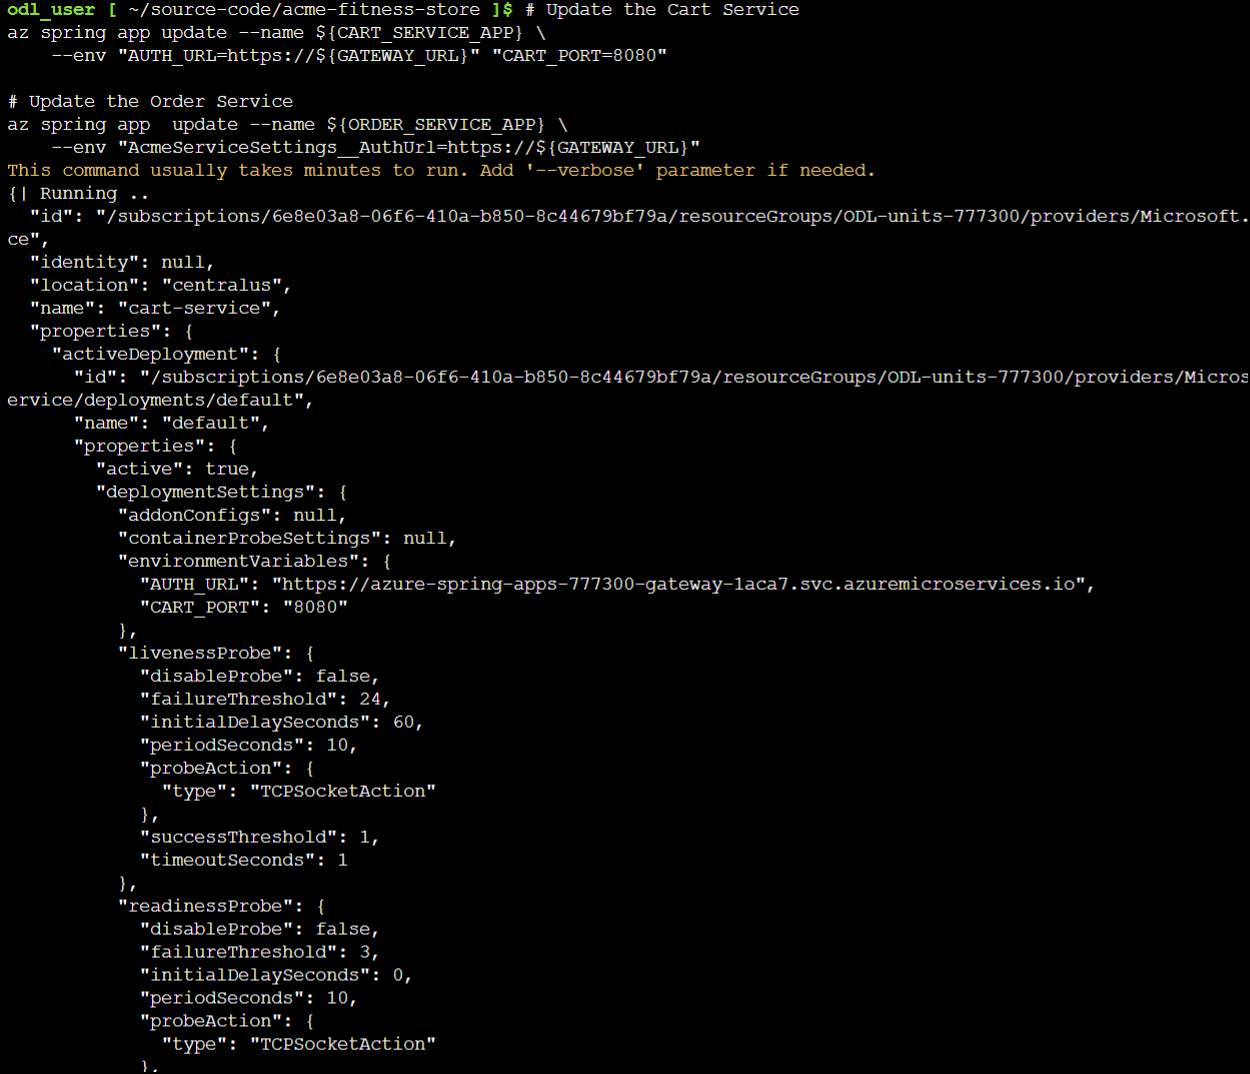 odl_user [ ~/source-code/acme-fitness-store ]$ # Update the Cart Service
az spring app update --name ${CART_SERVICE_APP} \
    --env "AUTH_URL=https://${GATEWAY_URL}" "CART_PORT=8080"

# Update the Order Service
az spring app  update --name ${ORDER_SERVICE_APP} \
    --env "AcmeServiceSettings__AuthUrl=https://${GATEWAY_URL}"
This command usually takes minutes to run. Add '--verbose' parameter if needed.
{| Running ..
  "id": "/subscriptions/6e8e03a8-06f6-410a-b850-8c44679bf79a/resourceGroups/ODL-units-777300/providers/Microsoft.
ce",
  "identity": null,
  "location": "centralus",
  "name": "cart-service",
  "properties": {
    "activeDeployment": {
      "id": "/subscriptions/6e8e03a8-06f6-410a-b850-8c44679bf79a/resourceGroups/ODL-units-777300/providers/Micros
ervice/deployments/default",
      "name": "default",
      "properties": {
        "active": true,
        "deploymentSettings": {
          "addonConfigs": null,
          "containerProbeSettings": null,
          "environmentVariables": {
            "AUTH_URL": "https://azure-spring-apps-777300-gateway-1aca7.svc.azuremicroservices.io",
            "CART_PORT": "8080"
          },
          "livenessProbe": {
            "disableProbe": false,
            "failureThreshold": 24,
            "initialDelaySeconds": 60,
            "periodSeconds": 10,
            "probeAction": {
              "type": "TCPSocketAction"
            },
            "successThreshold": 1,
            "timeoutSeconds": 1
          },
          "readinessProbe": {
            "disableProbe": false,
            "failureThreshold": 3,
            "initialDelaySeconds": 0,
            "periodSeconds": 10,
            "probeAction": {
              "type": "TCPSocketAction"
            },